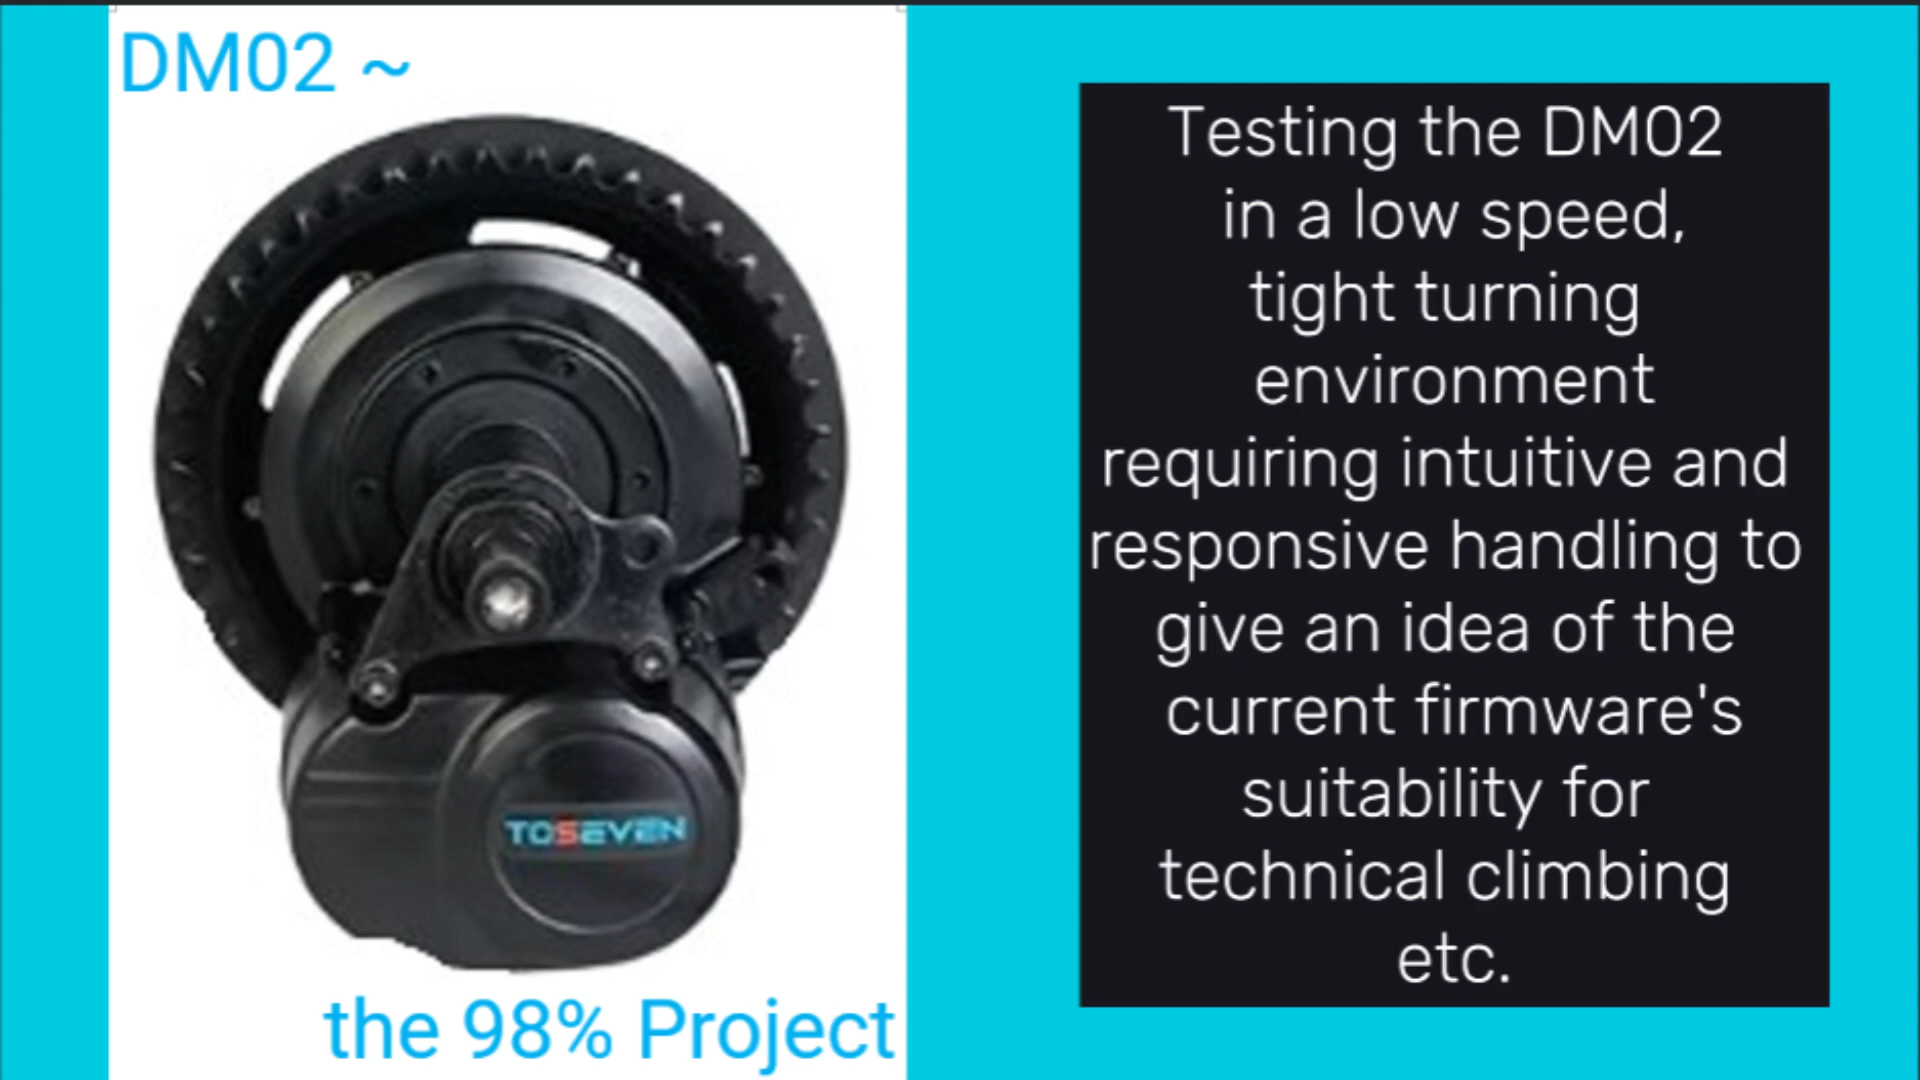 DM02 ~
TOSEVEN
the 98% Project
Testing the DM02
in a low speed,
tight turning
environment
requiring intuitive and
responsive handling to
give an idea of the
current firmware's
suitability for
technical climbing
etc.